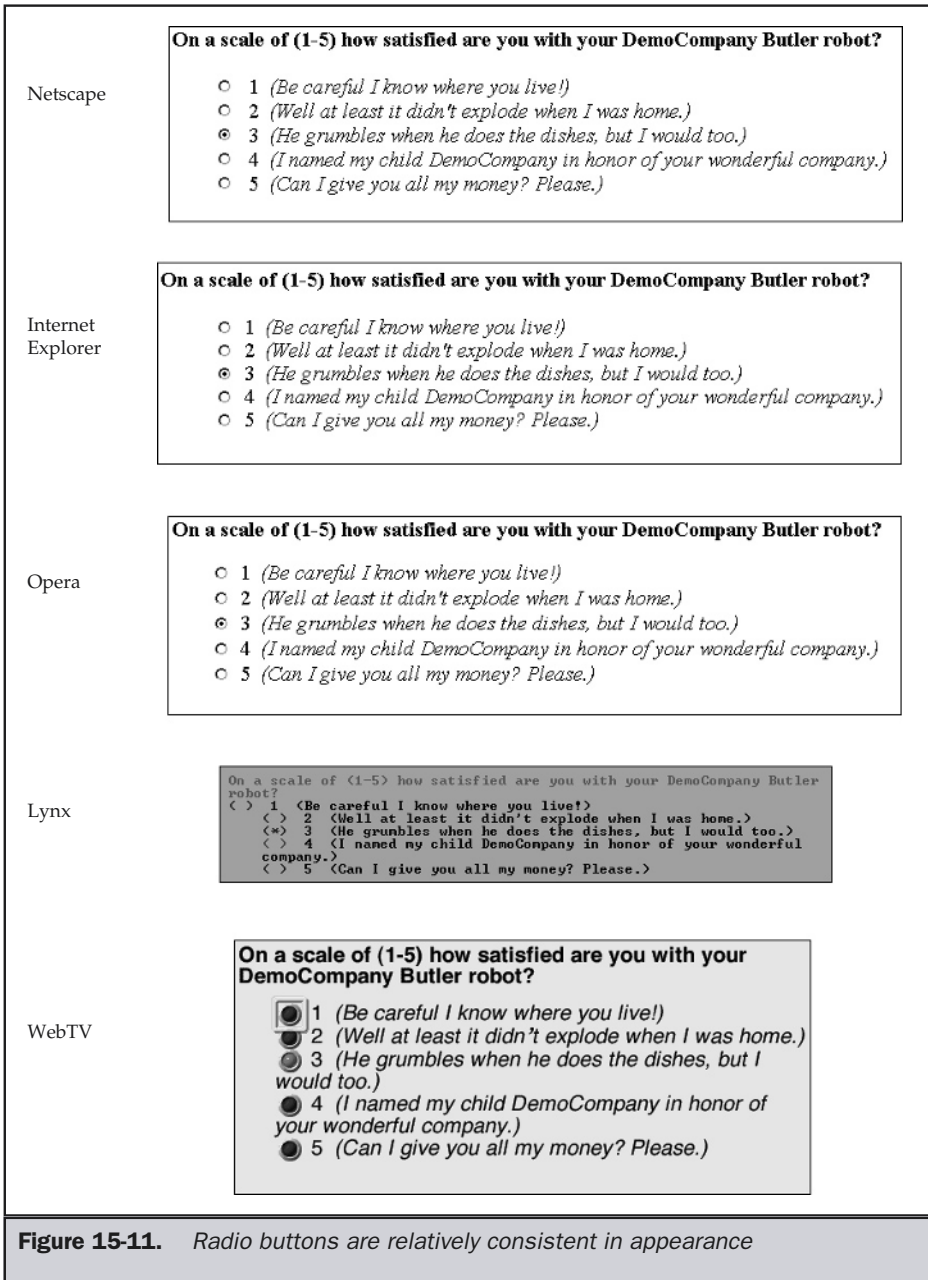 On a scale of (1-5) how satisfied are you with your DemoCompany Butler robot?
Netscape
1 (Be careful I know where you live!)
2 (Well at least it didn't explode when I was home.)
3 (He grumbles when he does the dishes, but I would too.)
4 (I named my child DemoCompany in honor of your wonderful company.)
5 (Can I give you all my money? Please.)
On a scale of (1-5) how satisfied are you with your DemoCompany Butler robot?
Internet
Explorer
1 (Be careful I know where you live!)
2 (Well at least it didn't explode when I was home.)
3 (He grumbles when he does the dishes, but I would too.)
4 (I named my child DemoCompany in honor of your wonderful company.)
5 (Can I give you all my money? Please.)
On a scale of (1-5) how satisfied are you with your DemoCompany Butler robot?
Opera
1 (Be careful I know where you live!)
2 (Well at least it didn't explode when I was home.)
3 (He grumbles when he does the dishes, but I would too.)
4 (I named my child DemoCompany in honor of your wonderful company.)
5 (Can I give you all my money? Please.)
Lynx
On a scale of (1-5) how satisfied are you with your DemoCompany Butler
robot?
( ) 1 (Be careful I know where you live!)
( ) 2 (Well at least it didn't explode when I was home.)
(*) 3 (He grumbles when he does the dishes, but I would too.)
( ) 4 (I named my child DemoCompany in honor of your wonderful
company.)
( ) 5 (Can I give you all my money? Please.)
WebTV
On a scale of (1-5) how satisfied are you with your
DemoCompany Butler robot?
1 (Be careful I know where you live!)
2 (Well at least it didn't explode when I was home.)
3 (He grumbles when he does the dishes, but I
would too.)
4 (I named my child DemoCompany in honor of
your wonderful company.)
5 (Can I give you all my money? Please.)
Figure 15-11. Radio buttons are relatively consistent in appearance